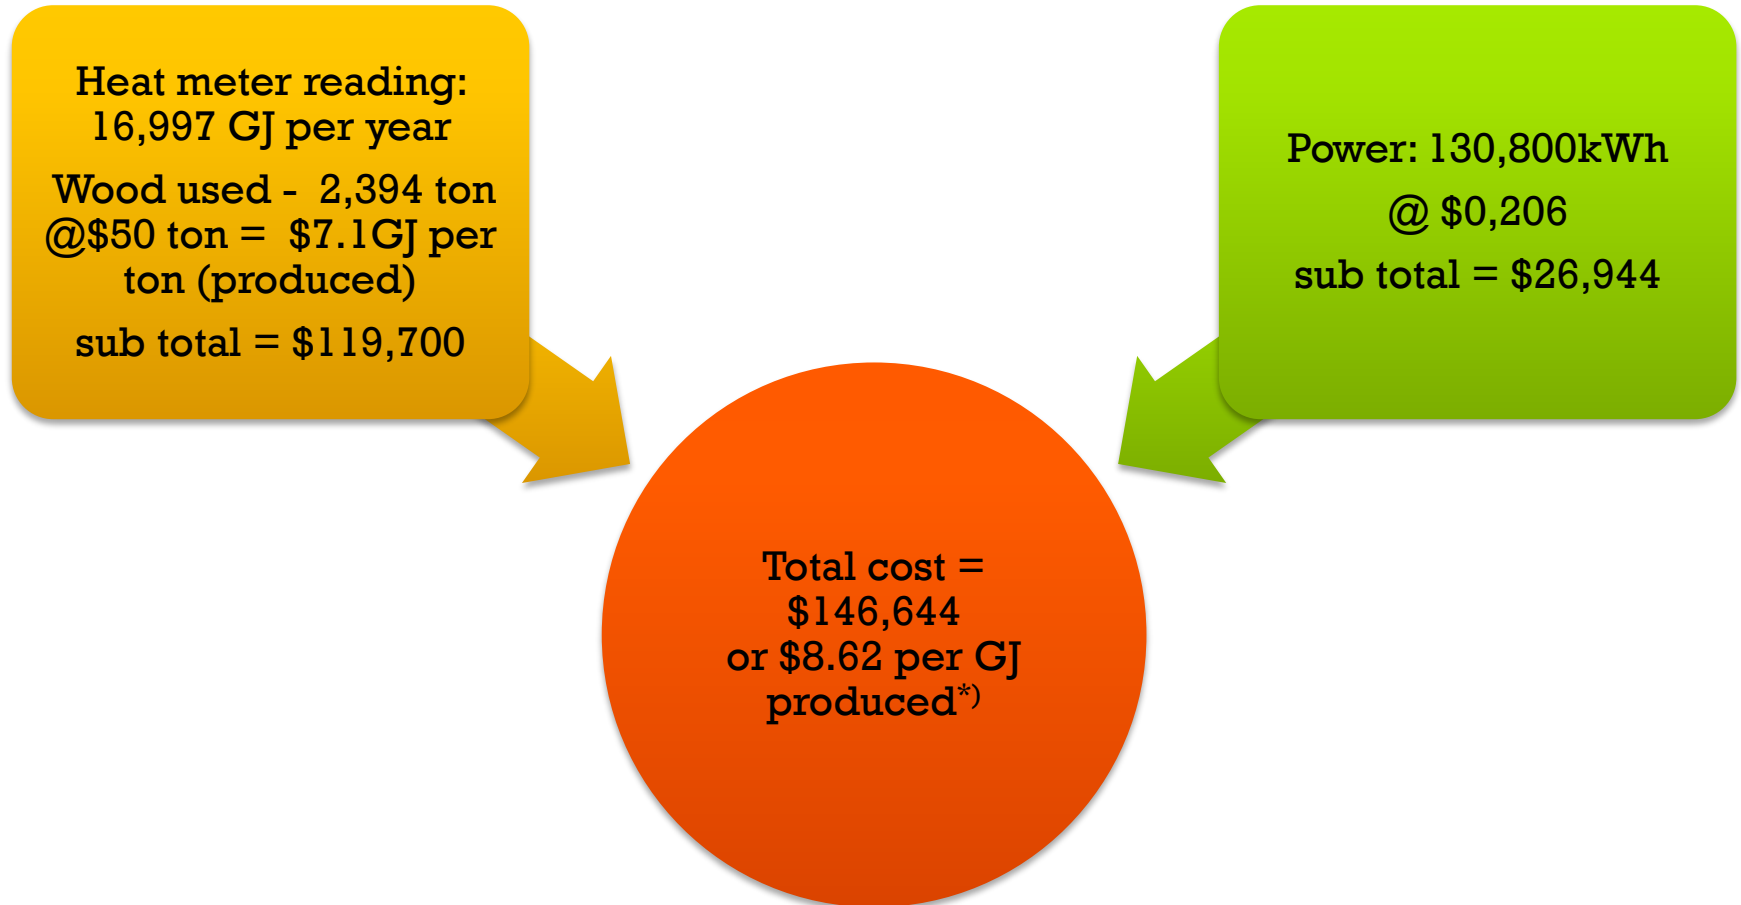 Heat meter reading:
16,997 GJ per year
Wood used - 2,394 ton
@$50 ton = $7.1GJ per
ton (produced)
sub total = $119,700
Power: 130,800kWh
@ $0,206
sub total = $26,944
Total cost =
$146,644
or $8.62 per GJ
produced*)